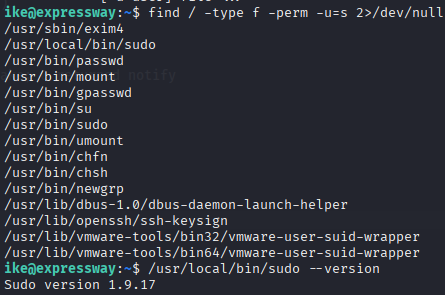 ike@expressway:~$ find / -type f -perm -u=s 2>/dev/null
/usr/sbin/exim4
/usr/local/bin/sudo
/usr/bin/passwd
/usr/bin/mount
notify
/usr/bin/gpasswd
/usr/bin/su
/usr/bin/sudo
/usr/bin/umount
/usr/bin/chfn
/usr/bin/chsh
/usr/bin/newgrp
/usr/lib/dbus-1.0/dbus-daemon-launch-helper
/usr/lib/openssh/ssh-keysign
/usr/lib/vmware-tools/bin32/vmware-user-suid-wrapper
/usr/lib/vmware-tools/bin64/vmware-user-suid-wrapper
ike@expressway:~$ /usr/local/bin/sudo --version
Sudo version 1.9.17